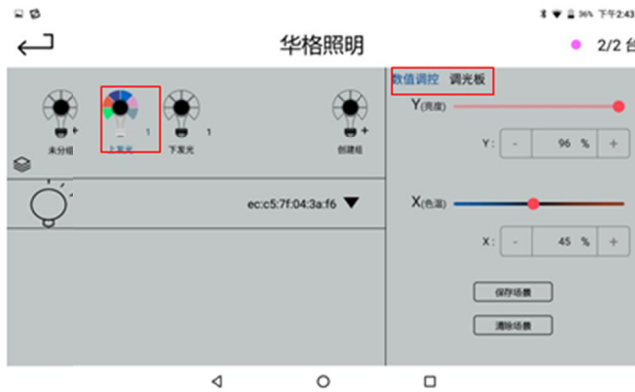 36% 下午2:43
华格照明
2/2 台
数值调控 调光板
Y(亮度)
Y: - 96 % +
未分组
上发光 1
下发光 1
创建组
ec:c5:7f:04:3a:f6
X(色温)
X: - 45 % +
保存场景
清除场景